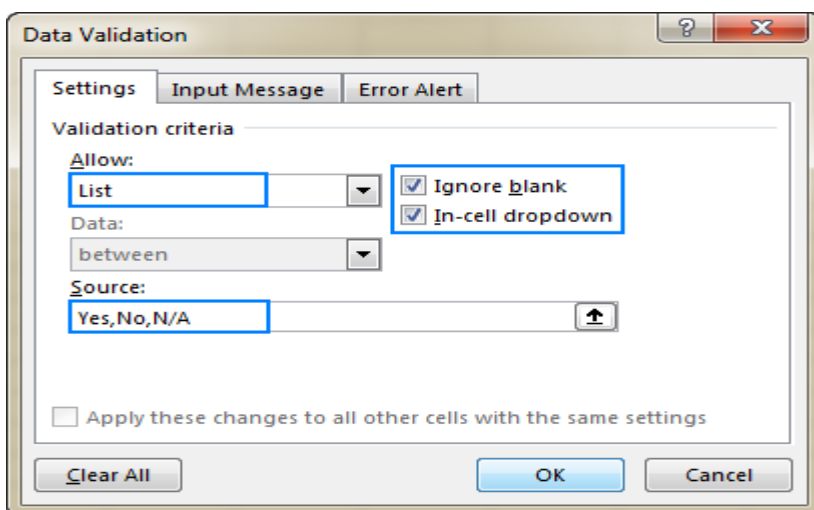 Data Validation
?
Settings Input Message Error Alert
Validation criteria
Allow:
List
Ignore blank
Data:
In-cell dropdown
between
Source:
Yes,No,N/A
Apply these changes to all other cells with the same settings
Clear All OK Cancel